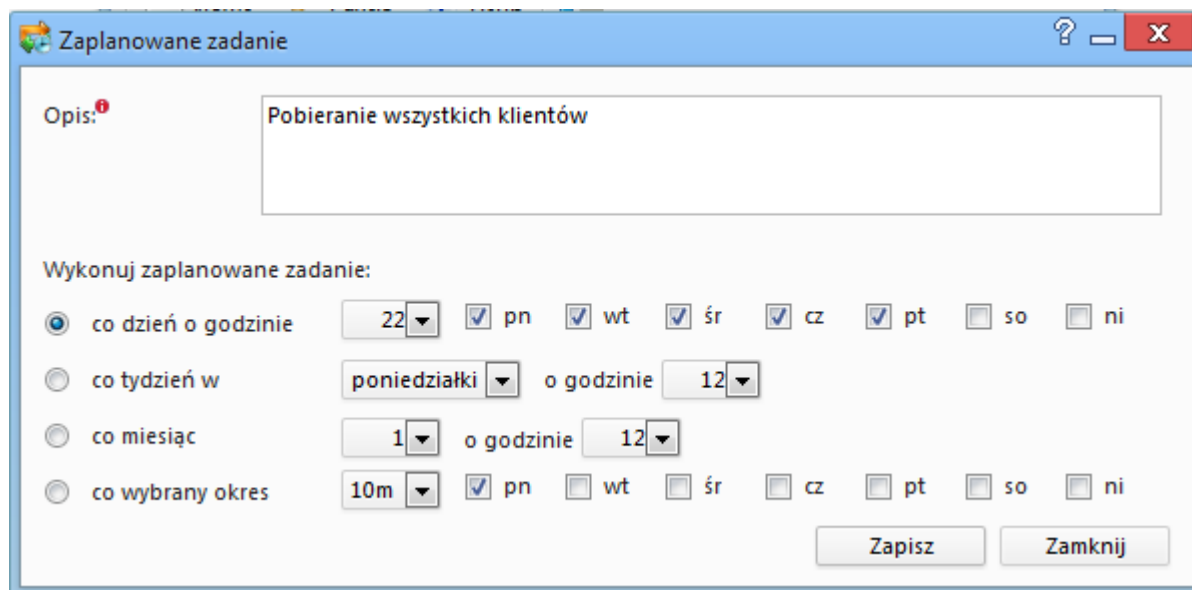 Zaplanowane zadanie
Opis:
Pobieranie wszystkich klientów
Wykonuj zaplanowane zadanie:
co dzień o godzinie 22 pn wt śr cz pt so ni
co tydzień w poniedziałki o godzinie 12
co miesiąc 1 o godzinie 12
co wybrany okres 10m pn wt śr cz pt so ni
Zapisz Zamknij